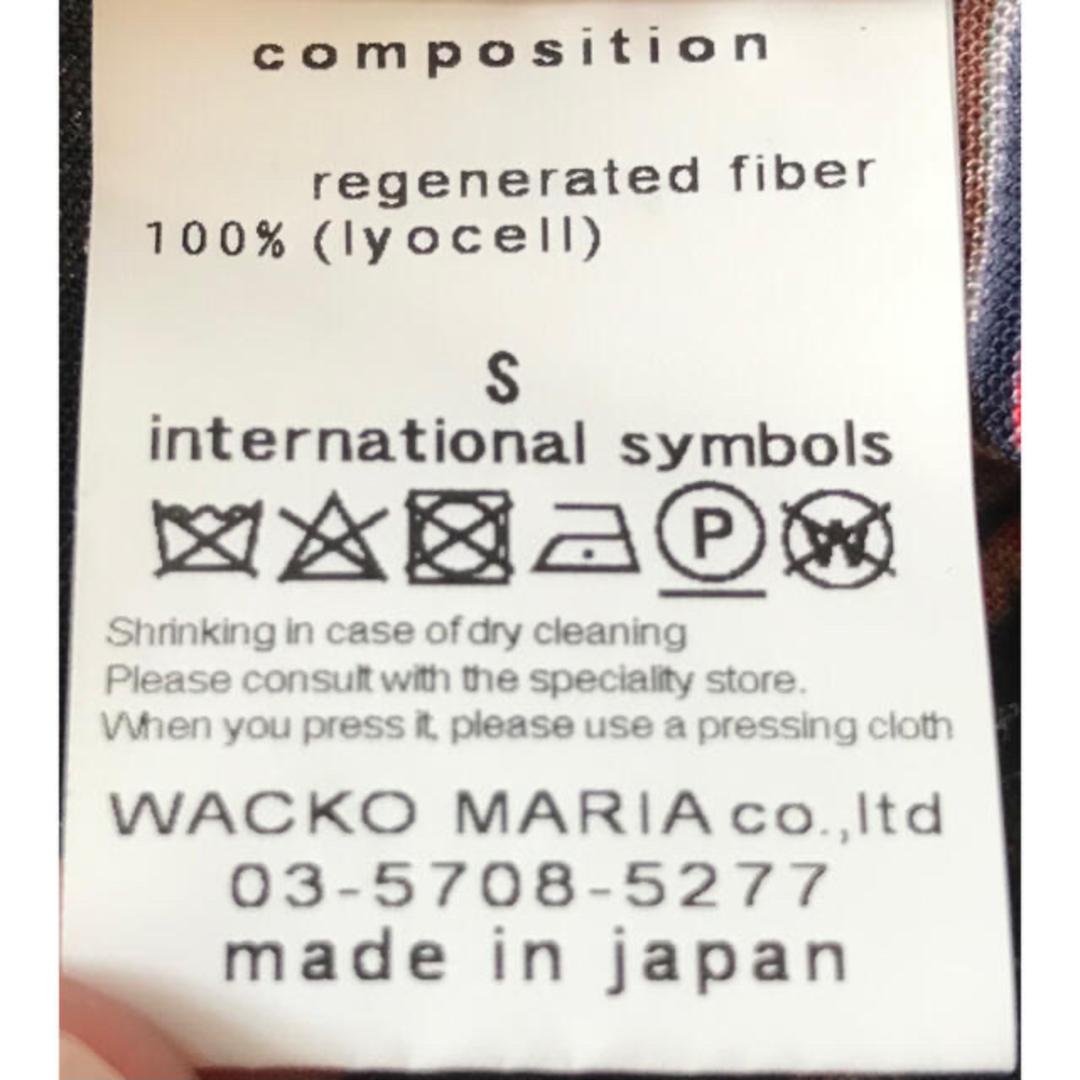 composition
regenerated fiber
100% (lyocell)
S
international symbols
P W
Shrinking in case of dry cleaning
Please consult with the speciality store.
When you press it, please use a pressing cloth
WACKO MARIA co.,ltd
03-5708-5277
made in japan